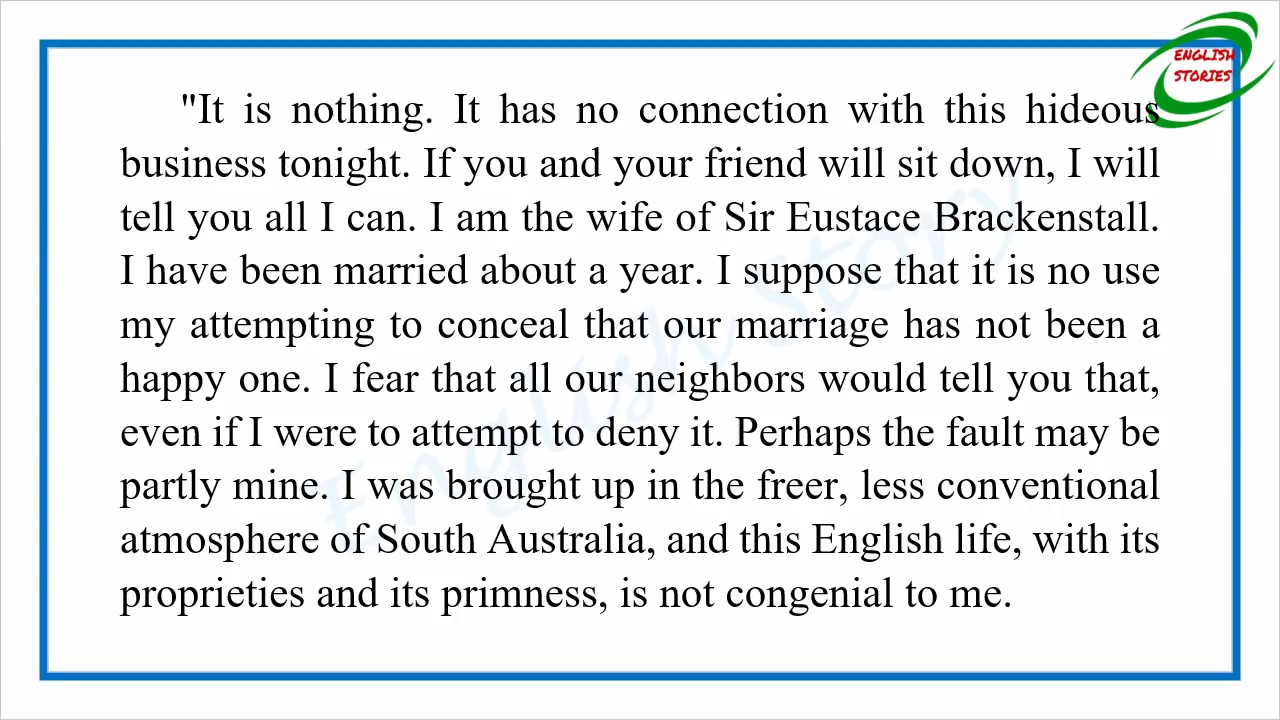 ENGLISH
STORIES
"It is nothing. It has no connection with this hideous
business tonight. If you and your friend will sit down, I will
tell you all I can. I am the wife of Sir Eustace Brackenstall.
I have been married about a year. I suppose that it is no use
my attempting to conceal that our marriage has not been a
happy one. I fear that all our neighbors would tell you that,
even if I were to attempt to deny it. Perhaps the fault may be
partly mine. I was brought up in the freer, less conventional
atmosphere of South Australia, and this English life, with its
proprieties and its primness, is not congenial to me.
English Story